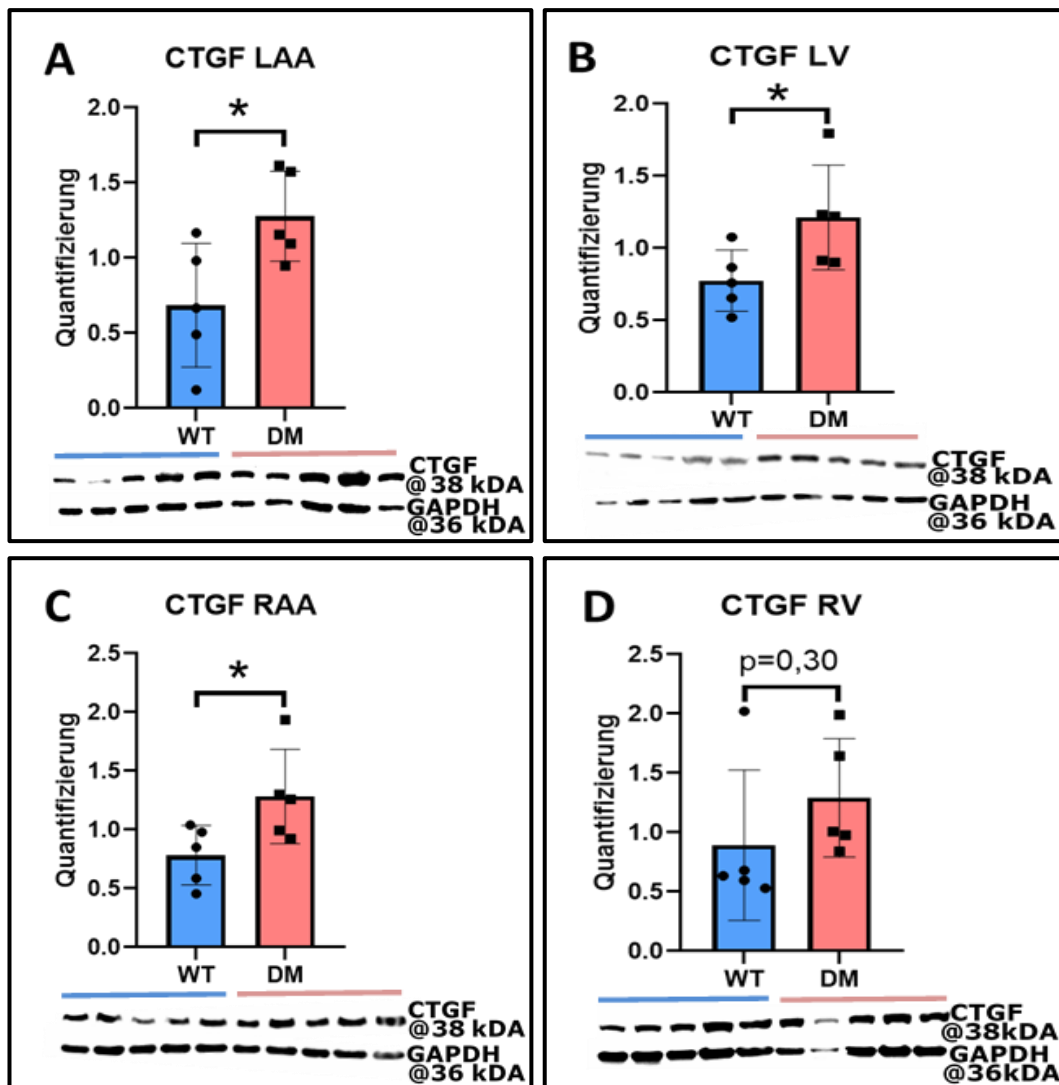 A
CTGF LAA
2.0
*
1.5
1.0
0.5
0.0
Quantifizierung
WT DM
CTGF
@38 kDA
GAPDH
@36 kDA
B
CTGF LV
2.0
*
1.5
1.0
0.5
0.0
Quantifizierung
WT DM
CTGF
@38 kDA
GAPDH
@36 kDA
C
CTGF RAA
2.5
*
2.0
1.5
1.0
0.5
0.0
Quantifizierung
WT DM
CTGF
@38 kDA
GAPDH
@36 kDA
D
CTGF RV
2.5
p=0,30
2.0
1.5
1.0
0.5
0.0
Quantifizierung
WT DM
CTGF
@38kDA
GAPDH
@36kDA